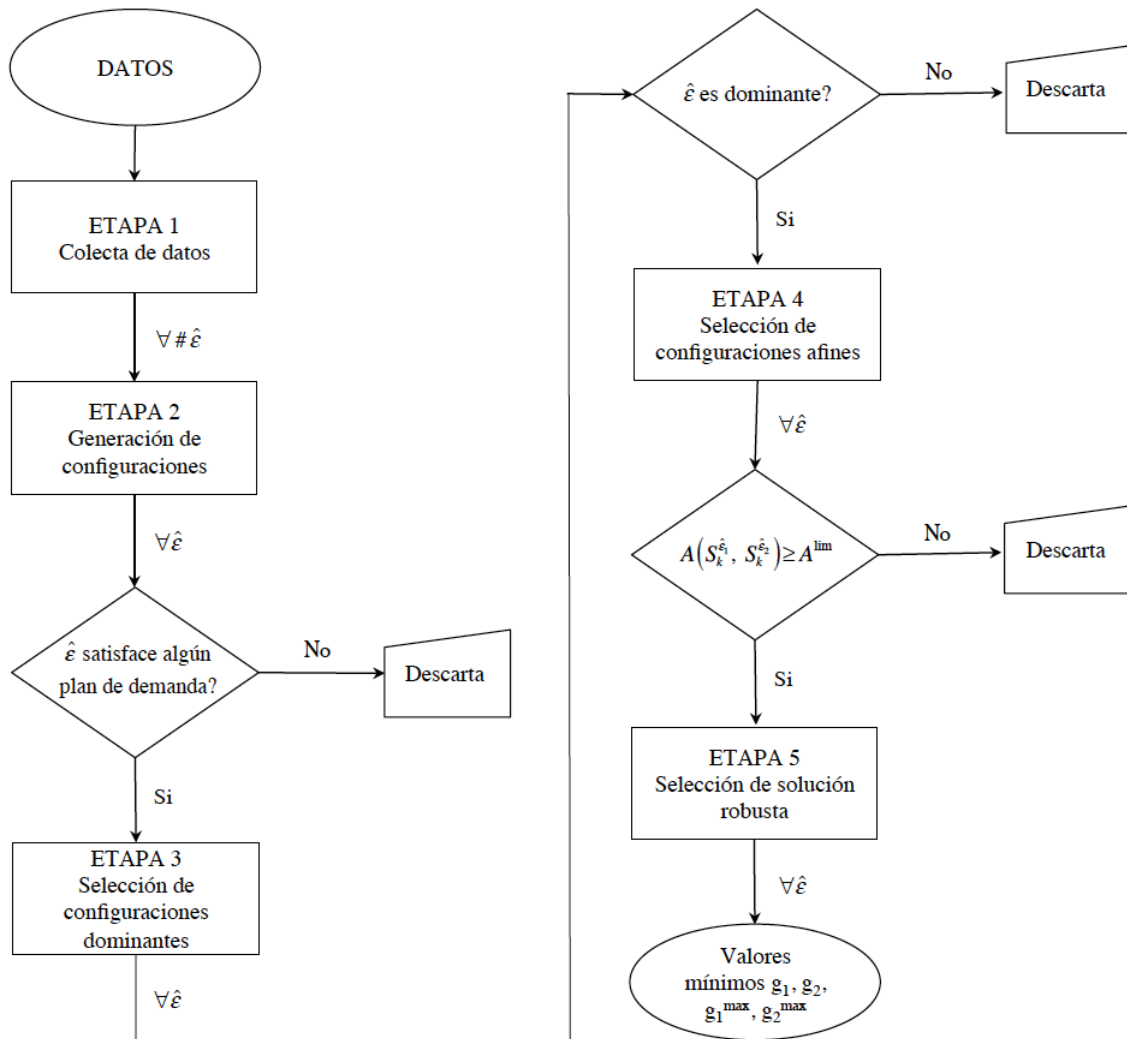 DATOS
ETAPA 1
Colecta de datos
∀ # ε̂
ETAPA 2
Generación de
configuraciones
∀ε̂
ε̂ satisface algún
plan de demanda?
No
Descarta
Si
ETAPA 3
Selección de
configuraciones
dominantes
∀ε̂
ε̂ es dominante?
No
Descarta
Si
ETAPA 4
Selección de
configuraciones afines
∀ε̂
A(S_k^ε̂₁, S_k^ε̂₂) ≥ A^lim
No
Descarta
Si
ETAPA 5
Selección de solución
robusta
∀ε̂
Valores
mínimos g₁, g₂,
g₁^max, g₂^max